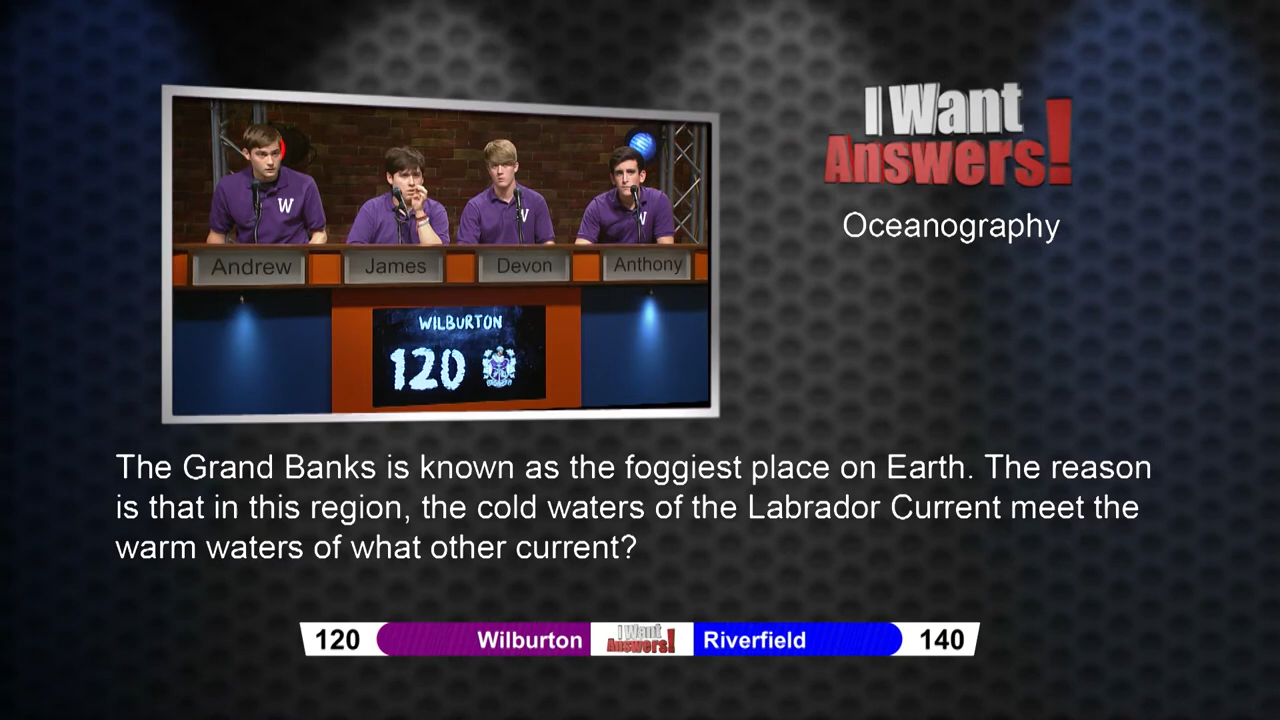 I Want
Answers!
Oceanography
W
W
W
Andrew
James
Devon
Anthony
WILBURTON
120
The Grand Banks is known as the foggiest place on Earth. The reason
is that in this region, the cold waters of the Labrador Current meet the
warm waters of what other current?
120 Wilburton I Want Answers! Riverfield 140